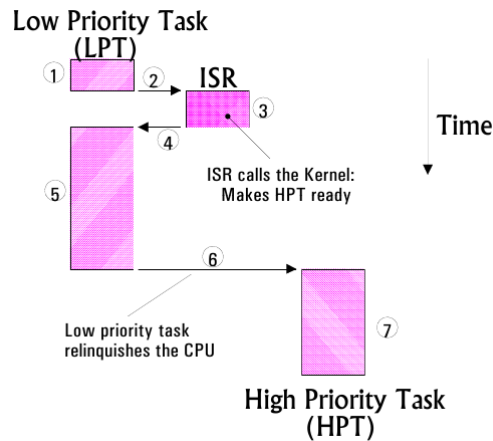 Low Priority Task
(LPT)
1
2
ISR
3
Time
4
ISR calls the Kernel:
Makes HPT ready
5
6
Low priority task
relinquishes the CPU
7
High Priority Task
(HPT)